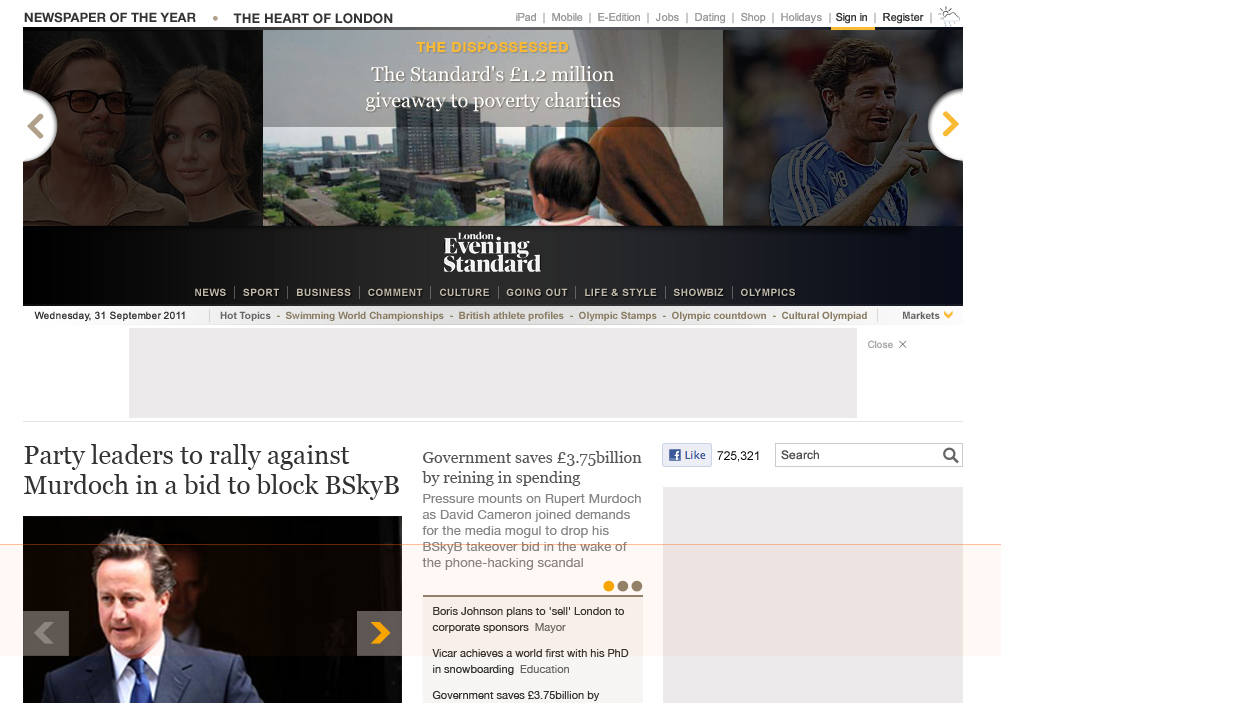 NEWSPAPER OF THE YEAR • THE HEART OF LONDON
iPad | Mobile | E-Edition | Jobs | Dating | Shop | Holidays | Sign in | Register |
THE DISPOSSESSED
The Standard's £1.2 million
giveaway to poverty charities
London
Evening
Standard
NEWS | SPORT | BUSINESS | COMMENT | CULTURE | GOING OUT | LIFE & STYLE | SHOWBIZ | OLYMPICS
Wednesday, 31 September 2011 | Hot Topics - Swimming World Championships - British athlete profiles - Olympic Stamps - Olympic countdown - Cultural Olympiad | Markets
Close
Party leaders to rally against
Murdoch in a bid to block BSkyB
Government saves £3.75billion
by reining in spending
Pressure mounts on Rupert Murdoch
as David Cameron joined demands
for the media mogul to drop his
BSkyB takeover bid in the wake of
the phone-hacking scandal
Boris Johnson plans to 'sell' London to
corporate sponsors Mayor
Vicar achieves a world first with his PhD
in snowboarding Education
Government saves £3.75billion by
Like 725,321
Search